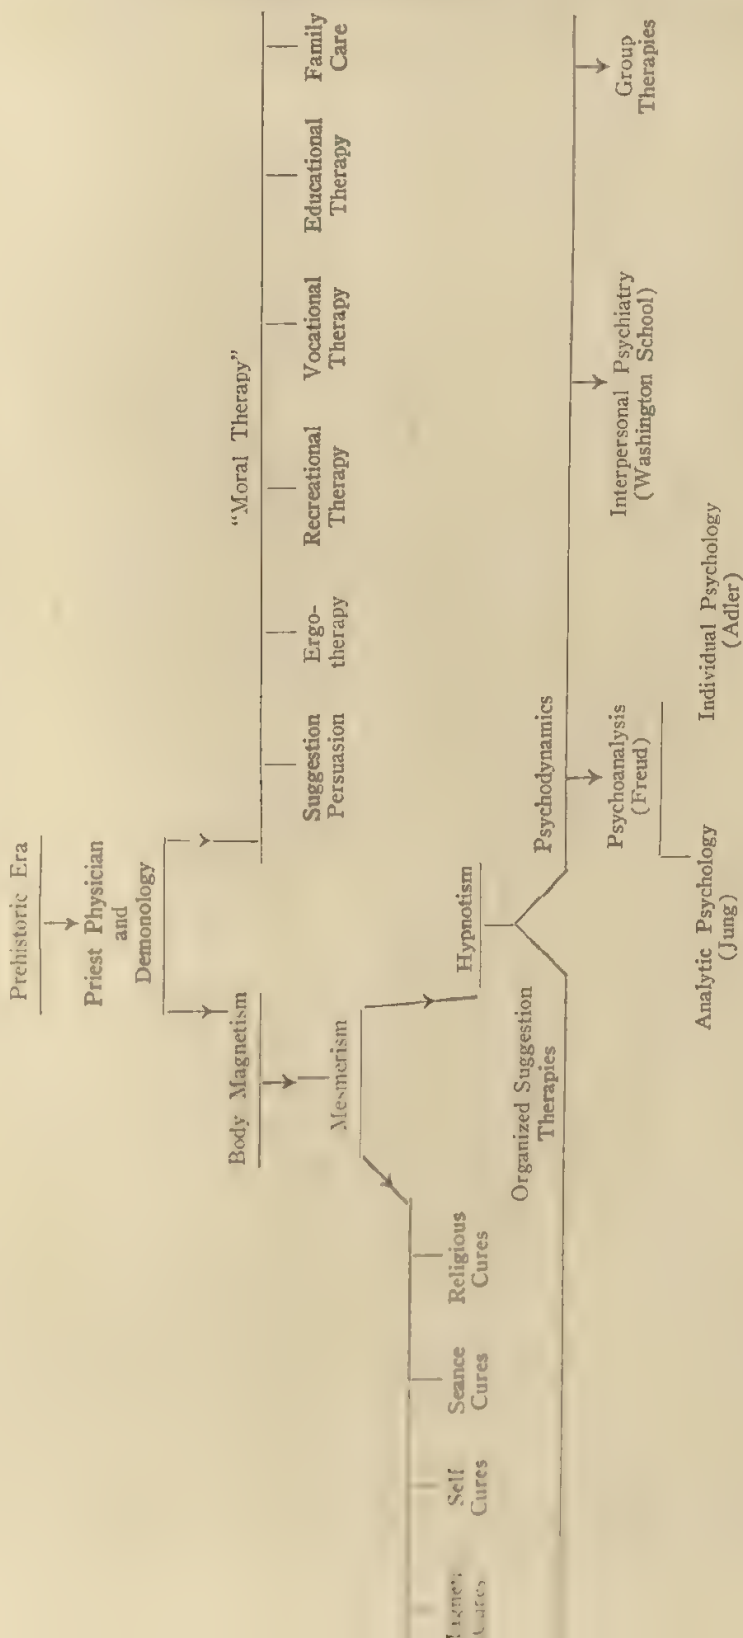 Prehistoric Era
Priest Physician
and
Demonology
Body Magnetism
“Moral Therapy”
Suggestion
Persuasion
Ergo-
therapy
Recreational
Therapy
Vocational
Therapy
Educational
Therapy
Family
Care
Mesmerism
Self
Cures
Seance
Cures
Religious
Cures
Hypnotism
Organized Suggestion
Therapies
Psychodynamics
Psychoanalysis
(Freud)
Interpersonal Psychiatry
(Washington School)
Group
Therapies
Analytic Psychology
(Jung)
Individual Psychology
(Adler)